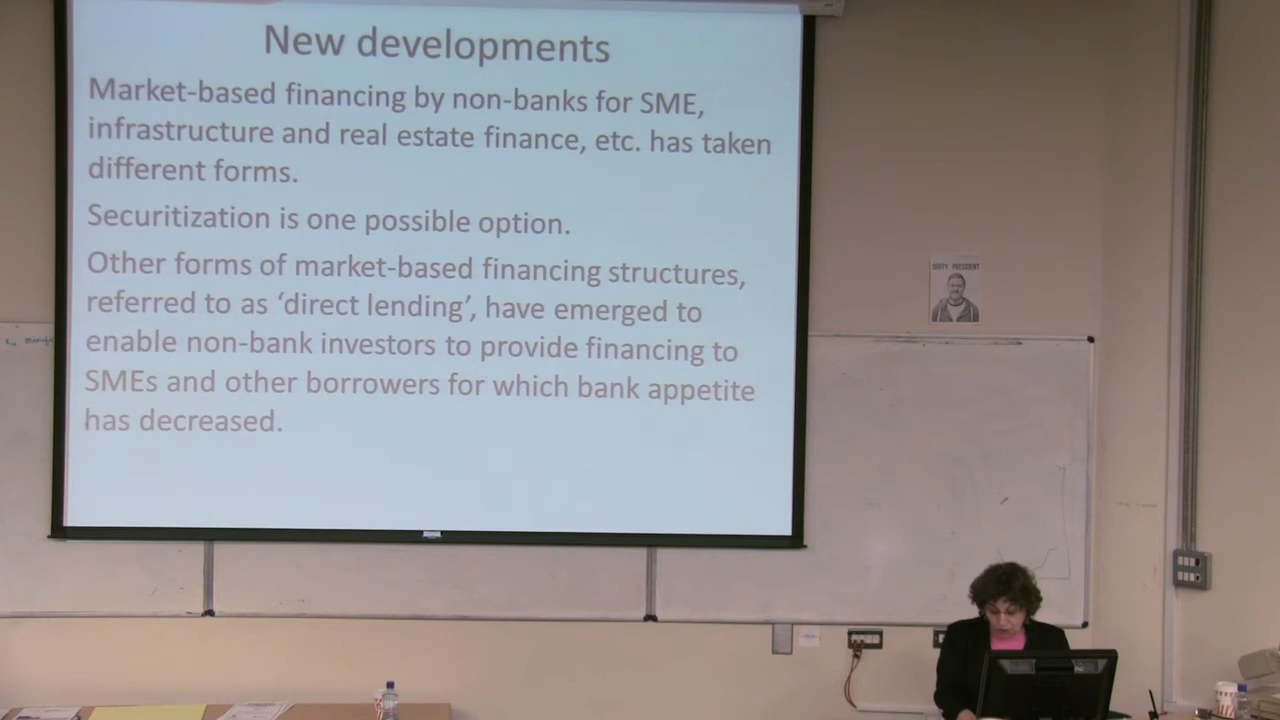 New developments
Market-based financing by non-banks for SME,
infrastructure and real estate finance, etc. has taken
different forms.
Securitization is one possible option.
Other forms of market-based financing structures,
referred to as ‘direct lending’, have emerged to
enable non-bank investors to provide financing to
SMEs and other borrowers for which bank appetite
has decreased.
PRESIDENT